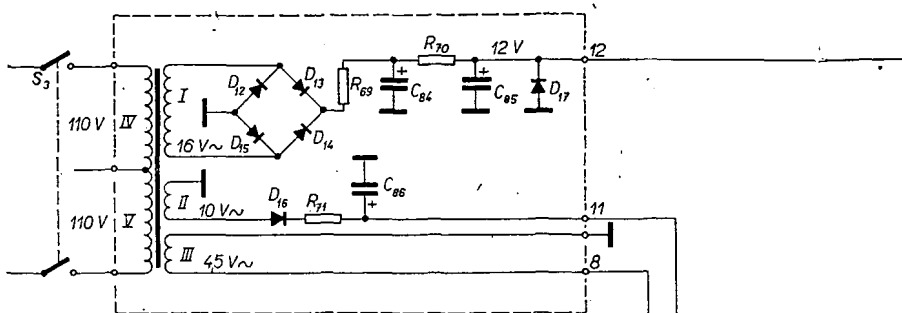 S3
110 V
IV
110 V
V
I
16 V~
II
10 V~
III
4,5 V~
D12
D13
D15
D14
R69
C84
R70
C85
12 V
D17
12
D16
R71
C86
11
8